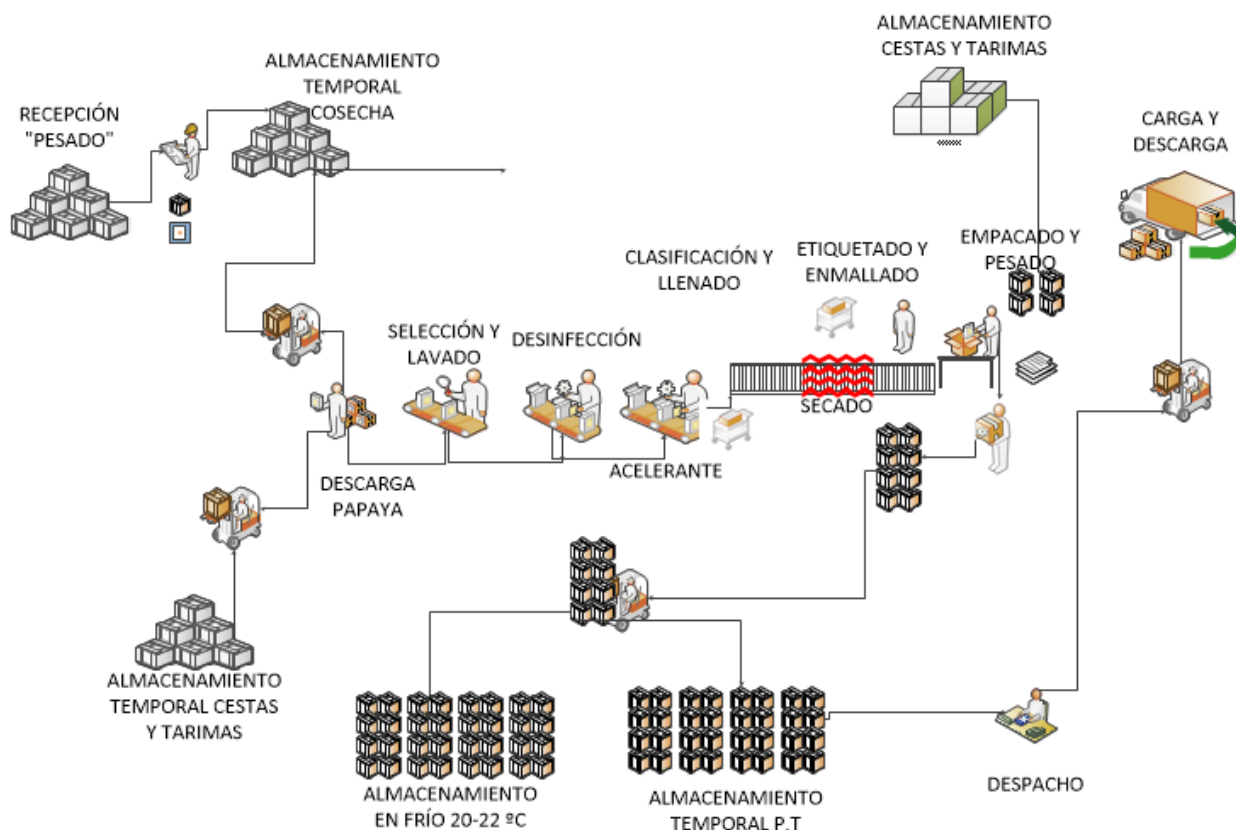 ALMACENAMIENTO
CESTAS Y TARIMAS
ALMACENAMIENTO
TEMPORAL
COSECHA
RECEPCIÓN
"PESADO"
CARGA Y
DESCARGA
CLASIFICACIÓN Y
LLENADO
ETIQUETADO Y
ENMALLADO
EMPACADO Y
PESADO
SELECCIÓN Y
LAVADO
DESINFECCIÓN
SECADO
ACELERANTE
DESCARGA
PAPAYA
ALMACENAMIENTO
TEMPORAL CESTAS
Y TARIMAS
ALMACENAMIENTO
EN FRÍO 20-22 ºC
ALMACENAMIENTO
TEMPORAL P.T
DESPACHO